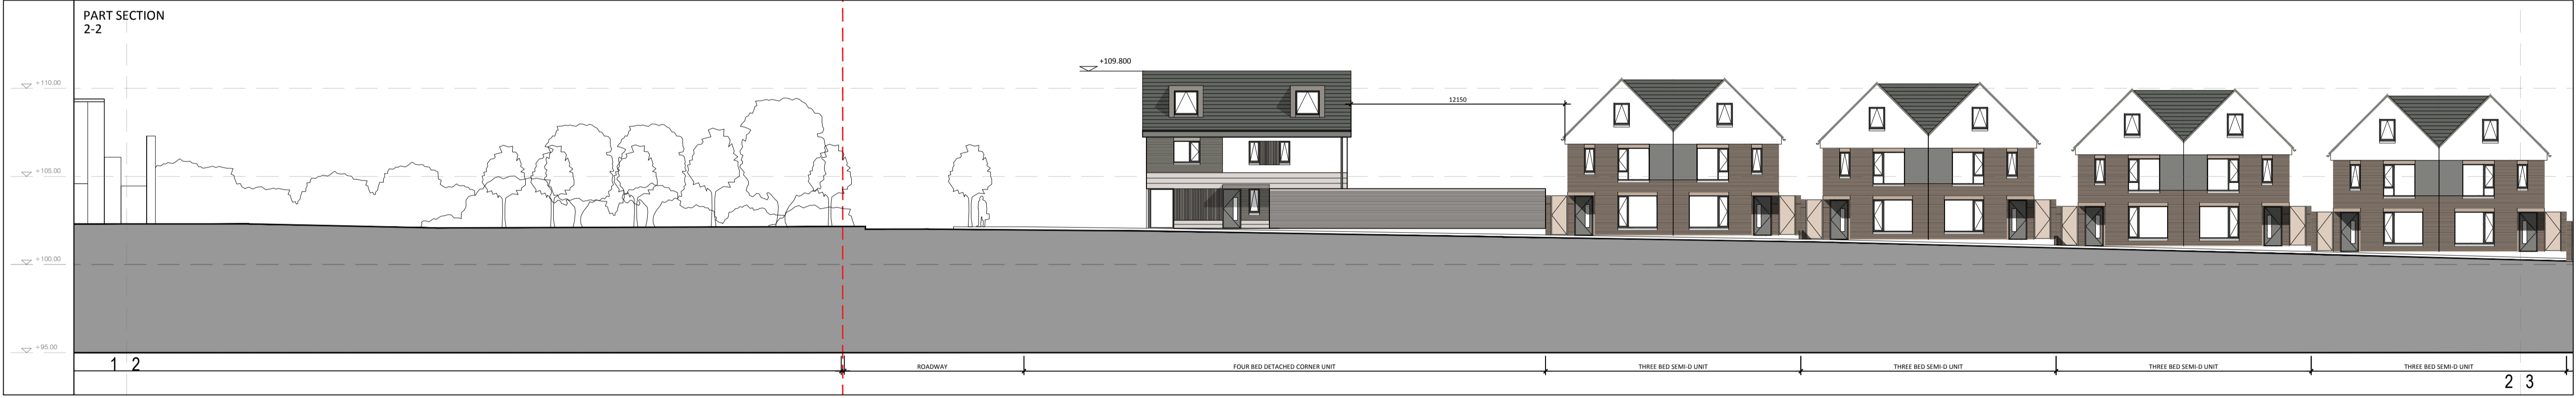 PART SECTION
2-2
+109.800
+110.00
12150
+105.00
+100.00
+95.00
1 2
ROADWAY
FOUR BED DETACHED CORNER UNIT
THREE BED SEMI-D UNIT
THREE BED SEMI-D UNIT
THREE BED SEMI-D UNIT
THREE BED SEMI-D UNIT
2 3